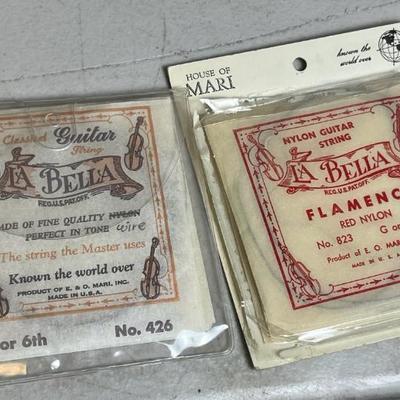 Classical Guitar
String
LA BELLA
REG.U.S.PAT.OFF.
MADE OF FINE QUALITY NYLON
PERFECT IN TONE wire
The string the Master uses
Known the world over
PRODUCT OF E. & O. MARI, INC.
MADE IN U.S.A.
or 6th No. 426
HOUSE OF
MARI
known the
world over
NYLON GUITAR
STRING
LA BELLA
REG.U.S.PAT.OFF.
FLAMENC
RED NYLON
No. 823 G or
Product of E. O. MARI
MADE IN U. S. A.